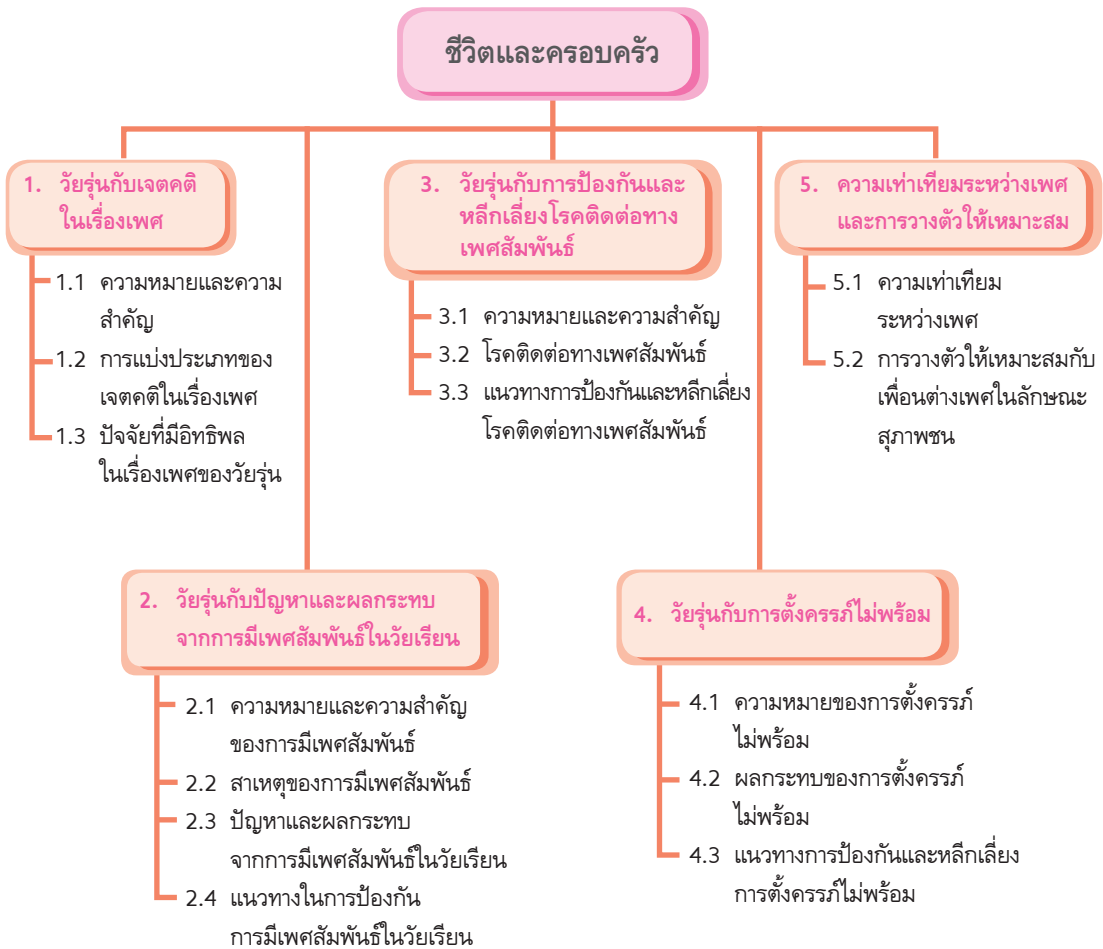 ชีวิตและครอบครัว
1. วัยรุ่นกับเจตคติ
ในเรื่องเพศ
1.1 ความหมายและความ
สำคัญ
1.2 การแบ่งประเภทของ
เจตคติในเรื่องเพศ
1.3 ปัจจัยที่มีอิทธิพล
ในเรื่องเพศของวัยรุ่น
2. วัยรุ่นกับปัญหาและผลกระทบ
จากการมีเพศสัมพันธ์ในวัยเรียน
2.1 ความหมายและความสำคัญ
ของการมีเพศสัมพันธ์
2.2 สาเหตุของการมีเพศสัมพันธ์
2.3 ปัญหาและผลกระทบ
จากการมีเพศสัมพันธ์ในวัยเรียน
2.4 แนวทางในการป้องกัน
การมีเพศสัมพันธ์ในวัยเรียน
3. วัยรุ่นกับการป้องกันและ
หลีกเลี่ยงโรคติดต่อทาง
เพศสัมพันธ์
3.1 ความหมายและความสำคัญ
3.2 โรคติดต่อทางเพศสัมพันธ์
3.3 แนวทางการป้องกันและหลีกเลี่ยง
โรคติดต่อทางเพศสัมพันธ์
4. วัยรุ่นกับการตั้งครรภ์ไม่พร้อม
4.1 ความหมายของการตั้งครรภ์
ไม่พร้อม
4.2 ผลกระทบของการตั้งครรภ์
ไม่พร้อม
4.3 แนวทางการป้องกันและหลีกเลี่ยง
การตั้งครรภ์ไม่พร้อม
5. ความเท่าเทียมระหว่างเพศ
และการวางตัวให้เหมาะสม
5.1 ความเท่าเทียม
ระหว่างเพศ
5.2 การวางตัวให้เหมาะสมกับ
เพื่อนต่างเพศในลักษณะ
สุภาพชน